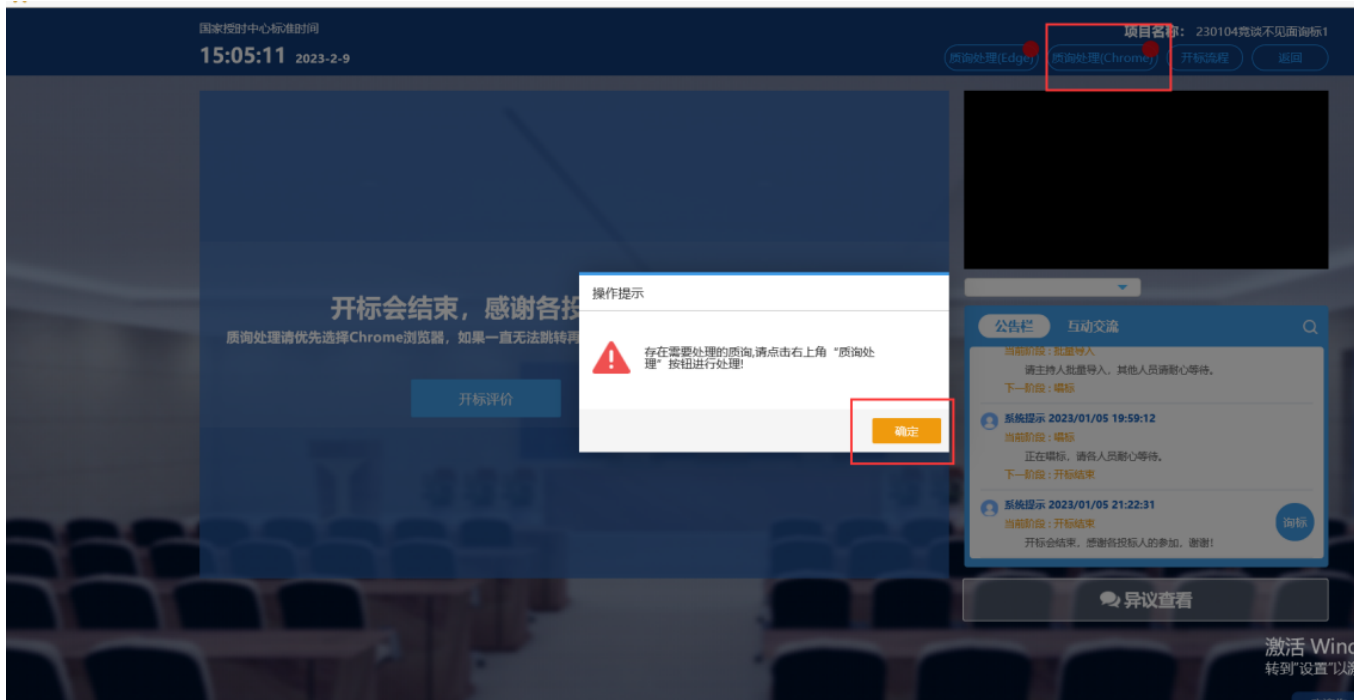 国家授时中心标准时间
15:05:11 2023-2-9
项目名称： 230104竞谈不见面询标1
质询处理(Edge)
质询处理(Chrome)
开标流程
返回
开标会结束，感谢各投
质询处理请优先选择Chrome浏览器，如果一直无法跳转再
开标评价
操作提示
存在需要处理的质询,请点击右上角“质询处
理”按钮进行处理!
确定
公告栏
互动交流
当前阶段 : 批量导入
请主持人批量导入，其他人员请耐心等待。
下一阶段 : 唱标
系统提示 2023/01/05 19:59:12
当前阶段 : 唱标
正在唱标，请各人员耐心等待。
下一阶段 : 开标结束
系统提示 2023/01/05 21:22:31
当前阶段 : 开标结束
开标会结束，感谢各投标人的参加，谢谢！
询标
异议查看
激活 Wind
转到"设置"以激